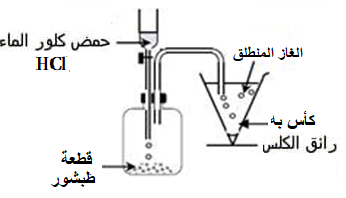 حمض كلور الماء
HCl
الغاز المنطلق
كأس به
رائق الكلس
قطعة
طبشور